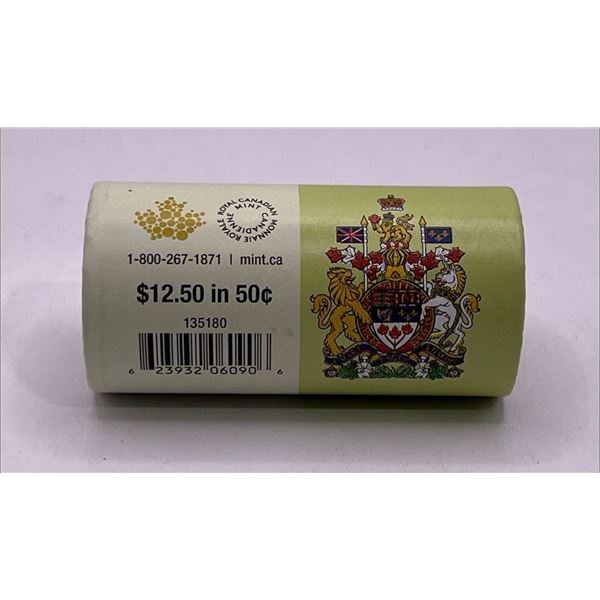 ROYAL CANADIAN MINT
MONNAIE ROYALE CANADIENNE
1-800-267-1871 | mint.ca
$12.50 in 50¢
135180
6 23932 06090 6